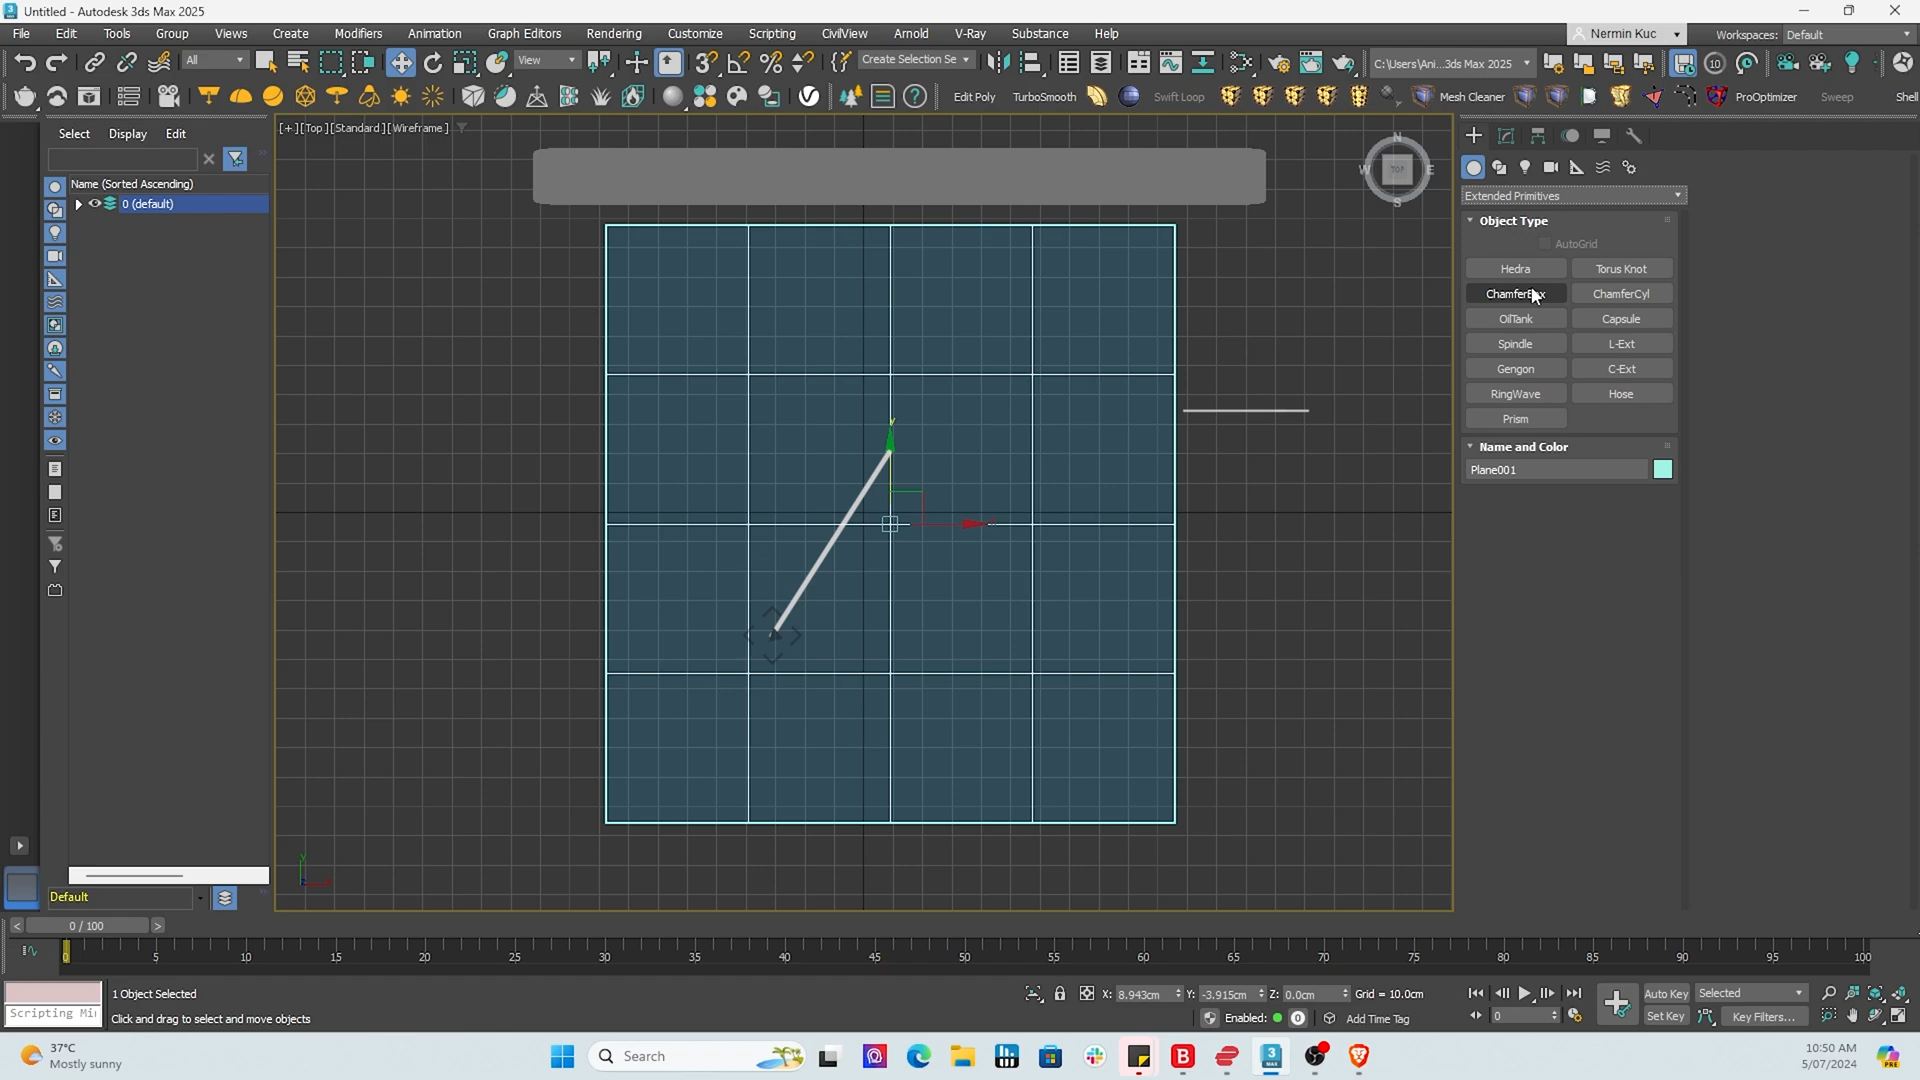 Untitled - Autodesk 3ds Max 2025
File Edit Tools Group Views Create Modifiers Animation Graph Editors Rendering Customize Scripting CivilView Arnold V-Ray Substance Help
Nermin Kuc Workspaces: Default
All View Create Selection Se C:\Users\Ani...3ds Max 2025 10
Edit Poly TurboSmooth Swift Loop Mesh Cleaner ProOptimizer Sweep Shell
[+] [Top] [Standard] [Wireframe]
Select Display Edit
Name (Sorted Ascending)
0 (default)
N
W TOP E
S
Extended Primitives
Object Type
AutoGrid
Hedra Torus Knot
ChamferCyl
OilTank Capsule
Spindle L-Ext
Gengon C-Ext
RingWave Hose
Prism
Name and Color
Plane001
y
y
Default
< 0 / 100 >
0 5 10 15 20 25 30 35 40 45 50 55 60 65 70 75 80 85 90 95 100
1 Object Selected X: 8.943cm Y: -3.915cm Z: 0.0cm Grid = 10.0cm Auto Key Selected
Click and drag to select and move objects Enabled: 0 Add Time Tag 0 Set Key Key Filters...
37°C
Mostly sunny
Search
10:50 AM
5/07/2024
PRE